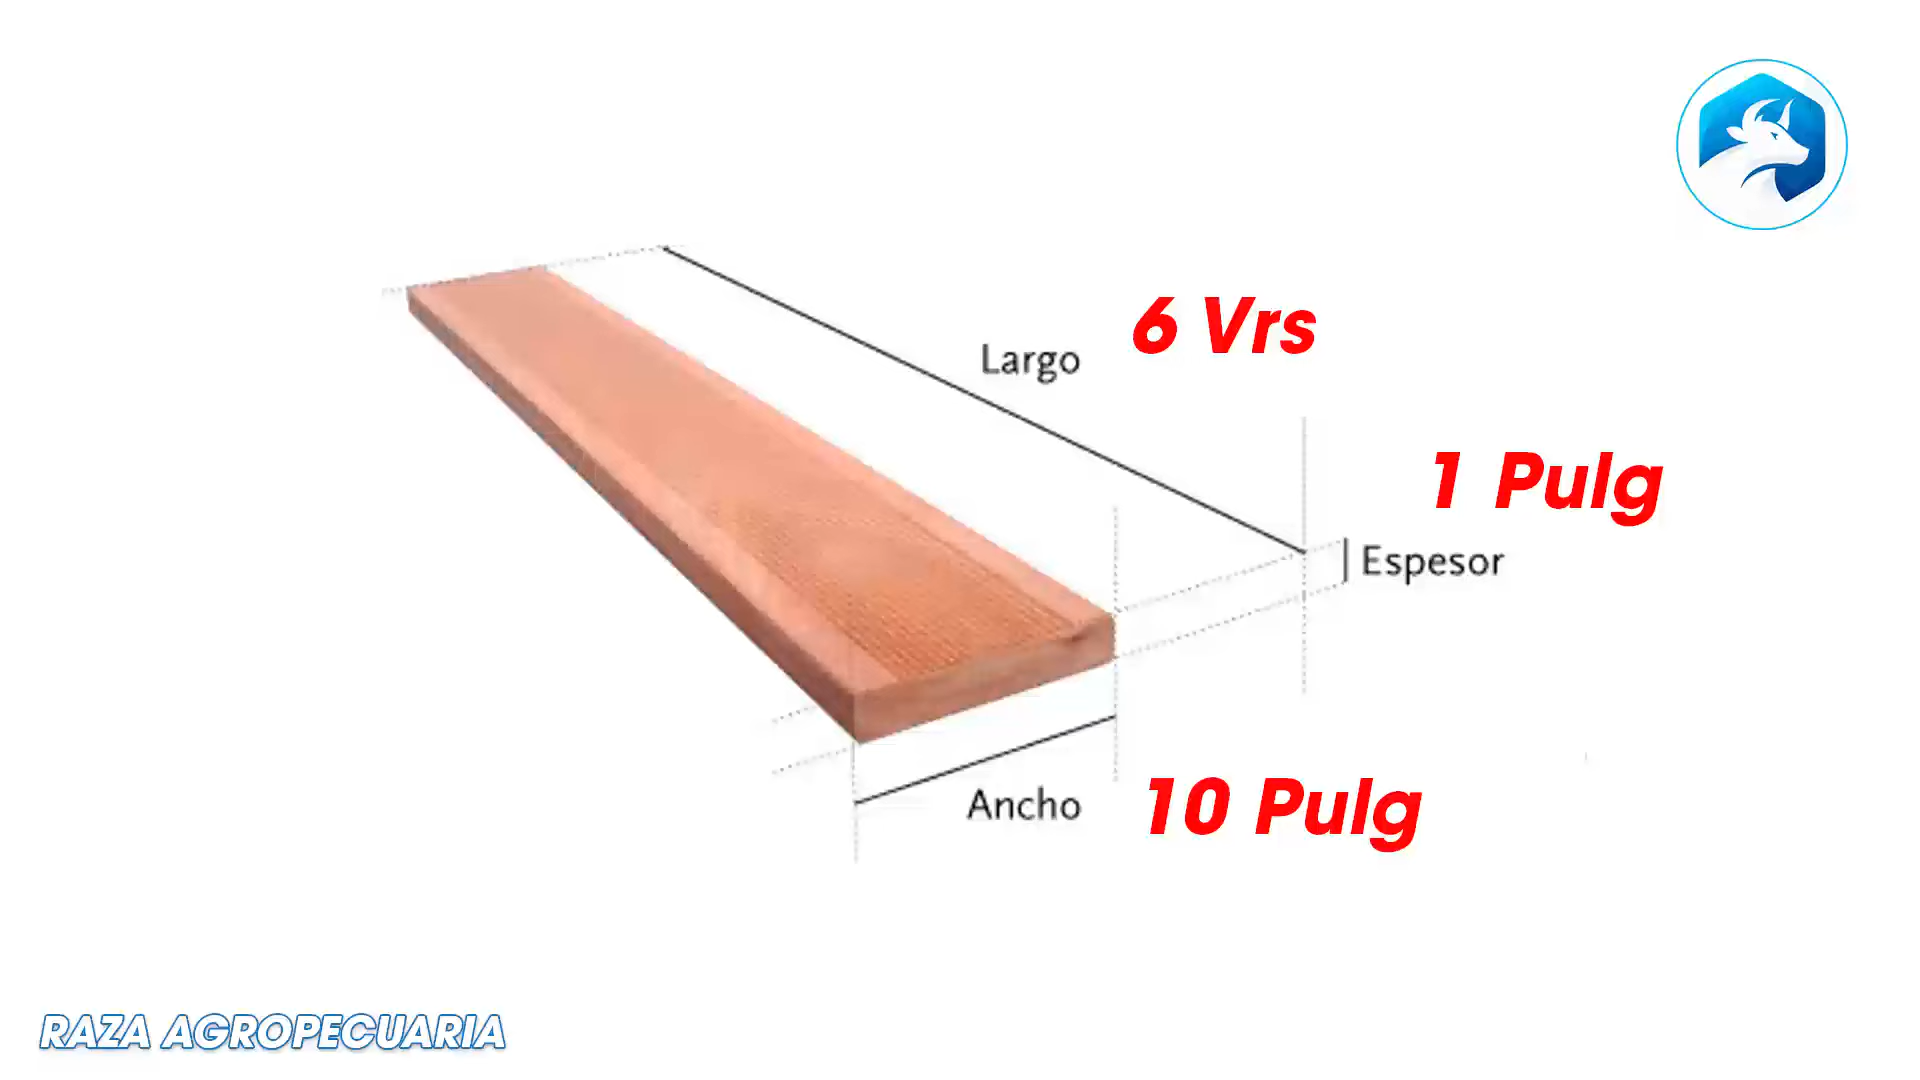 6 Vrs
Largo
1 Pulg
Espesor
Ancho
10 Pulg
RAZA AGROPECUARIA